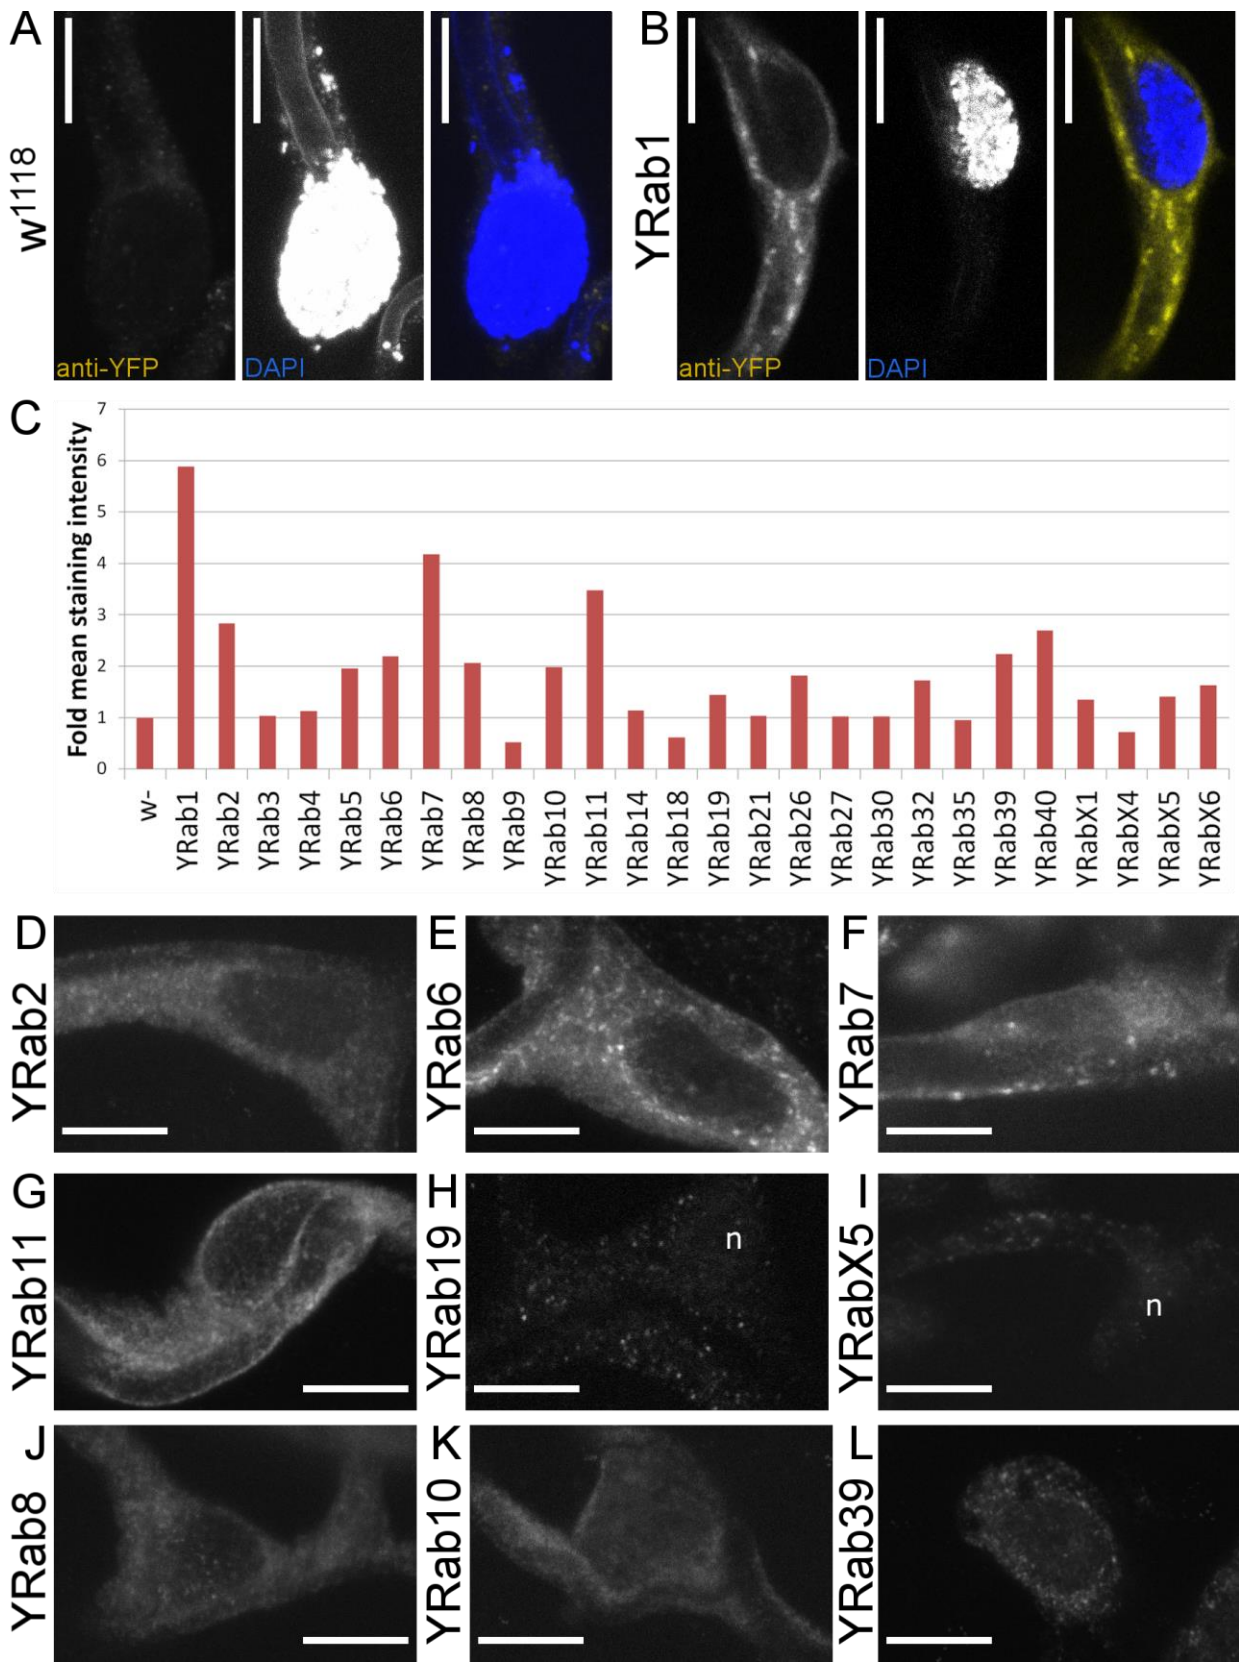 A
w1118
anti-YFP
DAPI
B
YRab1
anti-YFP
DAPI
C
Fold mean staining intensity
7
6
5
4
3
2
1
0
w-
YRab1
YRab2
YRab3
YRab4
YRab5
YRab6
YRab7
YRab8
YRab9
YRab10
YRab11
YRab14
YRab18
YRab19
YRab21
YRab26
YRab27
YRab30
YRab32
YRab35
YRab39
YRab40
YRabX1
YRabX4
YRabX5
YRabX6
D
YRab2
E
YRab6
F
YRab7
G
YRab11
H
YRab19
n
I
YRabX5
n
J
YRab8
K
YRab10
L
YRab39